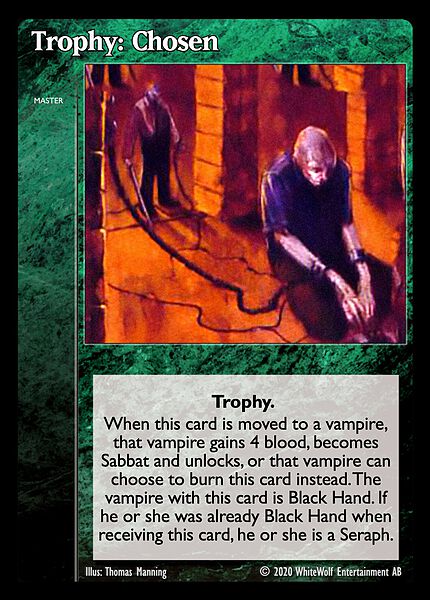 Trophy: Chosen
MASTER
Trophy.
When this card is moved to a vampire,
that vampire gains 4 blood, becomes
Sabbat and unlocks, or that vampire can
choose to burn this card instead. The
vampire with this card is Black Hand. If
he or she was already Black Hand when
receiving this card, he or she is a Seraph.
Illus: Thomas Manning
© 2020 WhiteWolf Entertainment AB